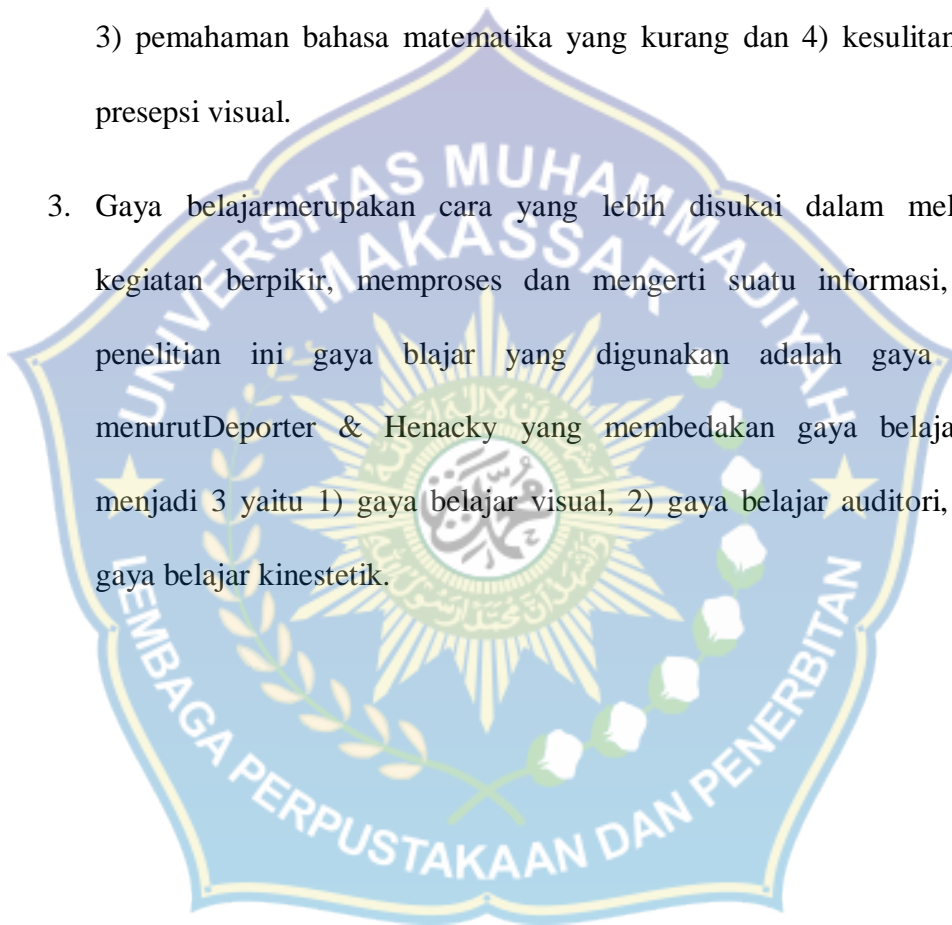 3) pemahaman bahasa matematika yang kurang dan 4) kesulitan
presepsi visual.
3. Gaya belajarmerupakan cara yang lebih disukai dalam mel
kegiatan berpikir, memproses dan mengerti suatu informasi,
penelitian ini gaya blajar yang digunakan adalah gaya
menurutDeporter & Henacky yang membedakan gaya belaja
menjadi 3 yaitu 1) gaya belajar visual, 2) gaya belajar auditori,
gaya belajar kinestetik.
UNIVERSITAS MUHAMMADIYAH
MAKASSAR
LEMBAGA PERPUSTAKAAN DAN PENERBITAN